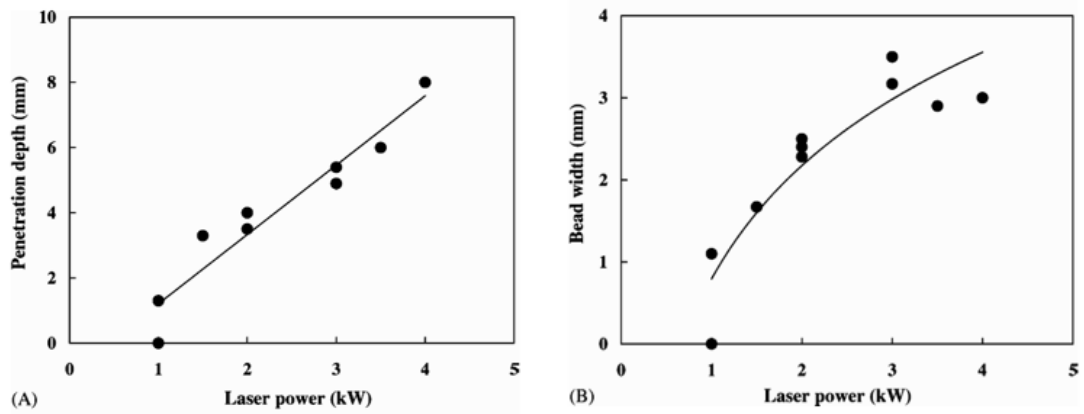 10
8
6
4
2
0
Penetration depth (mm)
0 1 2 3 4 5
(A) Laser power (kW)
4
3
2
1
0
Bead width (mm)
0 1 2 3 4 5
(B) Laser power (kW)